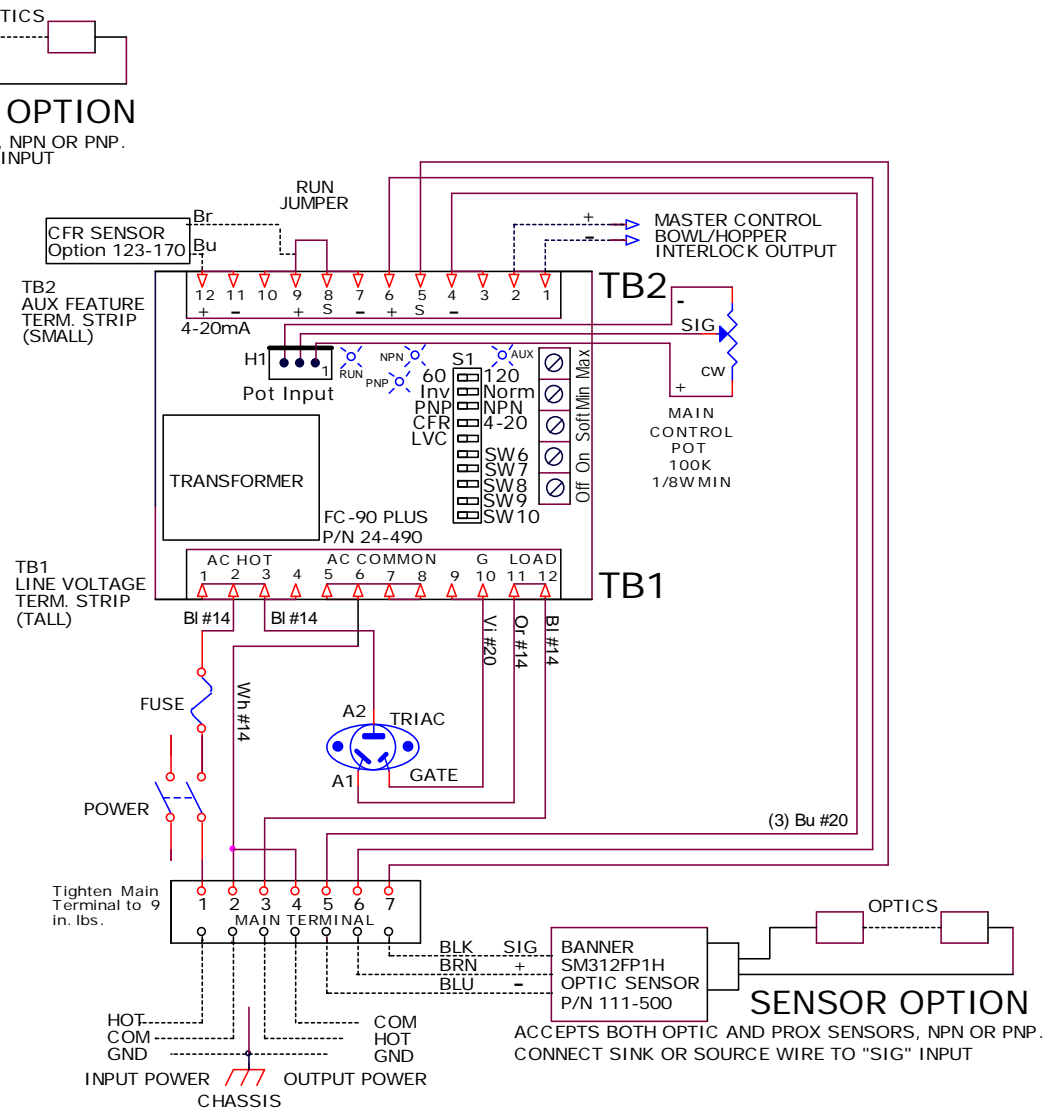 TICS
OPTION
, NPN OR PNP.
INPUT
RUN
JUMPER
CFR SENSOR
Option 123-170
Br
Bu
+
-
MASTER CONTROL
BOWL/HOPPER
INTERLOCK OUTPUT
TB2
AUX FEATURE
TERM. STRIP
(SMALL)
12 11 10 9 8 7 6 5 4 3 2 1
+ - + S - + S -
4-20mA
TB2
-
SIG
CW
+
MAIN
CONTROL
POT
100K
1/8W MIN
H1
1
Pot Input
RUN
NPN
PNP
AUX
S1
60 120
Inv Norm
PNP NPN
CFR 4-20
LVC
SW6
SW7
SW8
SW9
SW10
Off On Soft Min Max
TRANSFORMER
FC-90 PLUS
P/N 24-490
TB1
LINE VOLTAGE
TERM. STRIP
(TALL)
AC HOT AC COMMON G LOAD
1 2 3 4 5 6 7 8 9 10 11 12
TB1
Bl #14
Bl #14
Vi #20
Or #14
Bl #14
Wh #14
FUSE
A2
TRIAC
A1
GATE
POWER
(3) Bu #20
Tighten Main
Terminal to 9
in. lbs.
1 2 3 4 5 6 7
MAIN TERMINAL
BLK SIG
BRN +
BLU -
BANNER
SM312FP1H
OPTIC SENSOR
P/N 111-500
OPTICS
SENSOR OPTION
ACCEPTS BOTH OPTIC AND PROX SENSORS, NPN OR PNP.
CONNECT SINK OR SOURCE WIRE TO "SIG" INPUT
HOT
COM
GND
COM
HOT
GND
INPUT POWER
OUTPUT POWER
CHASSIS